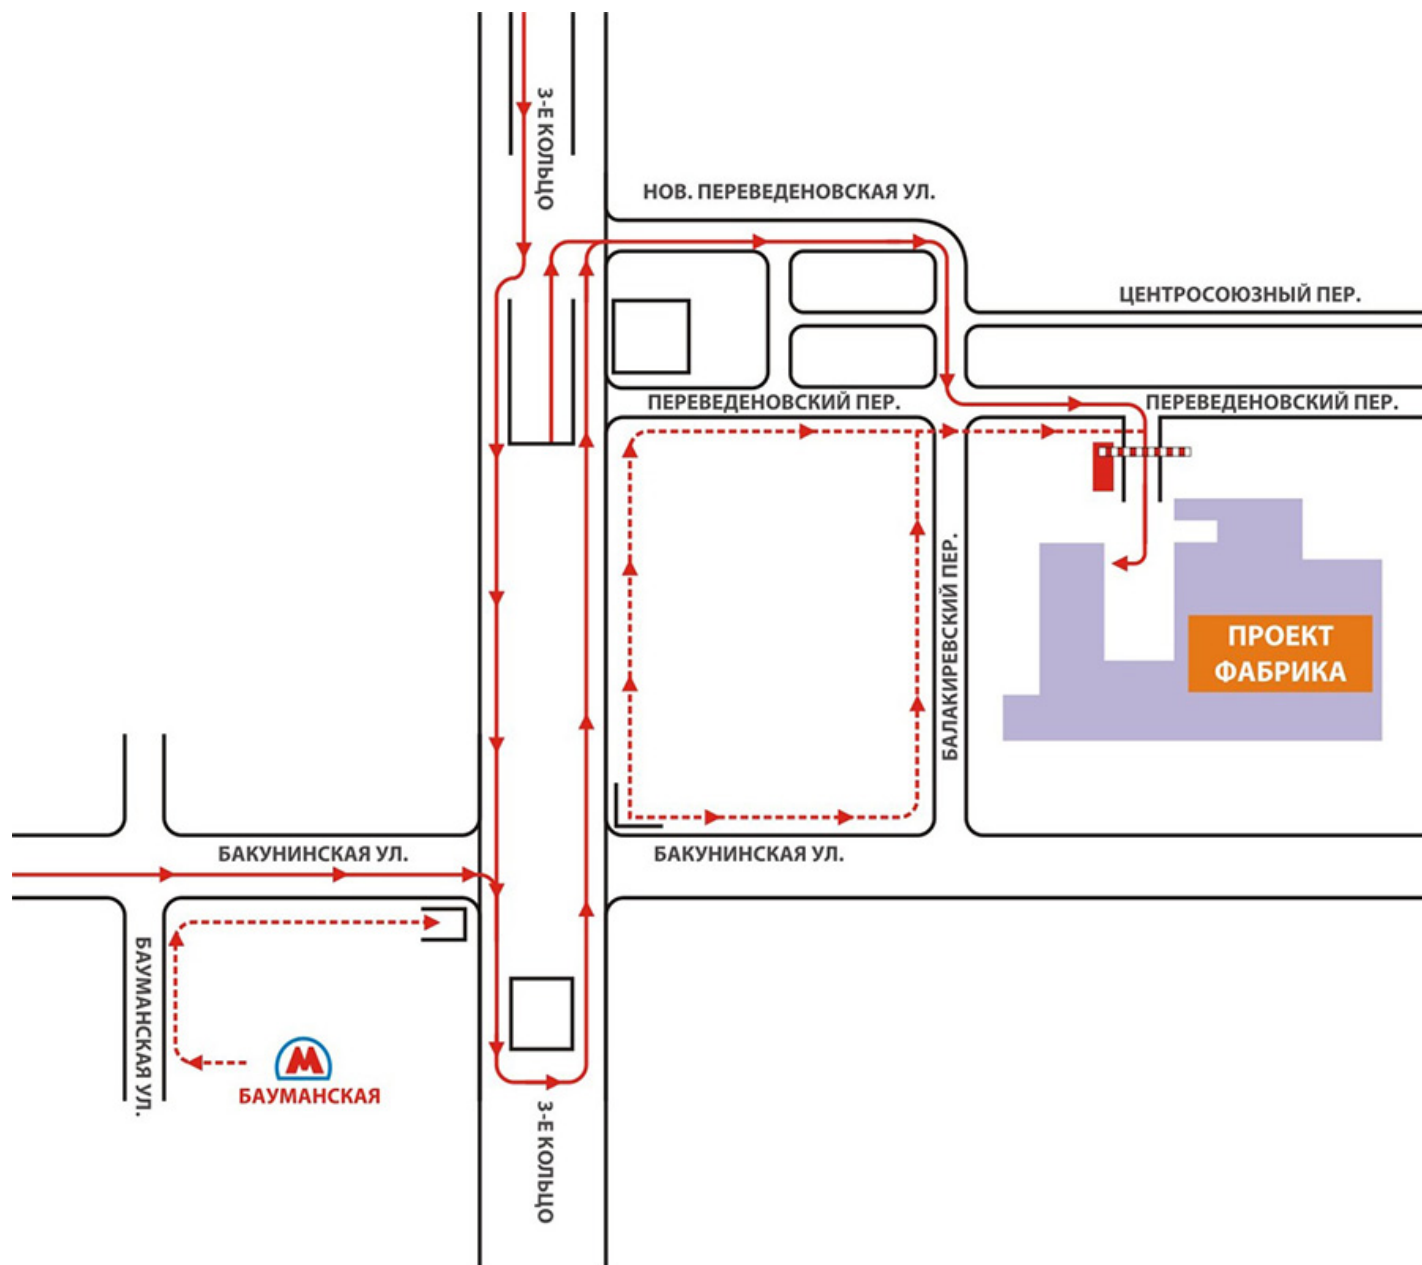 3-Е КОЛЬЦО
НОВ. ПЕРЕВЕДЕНОВСКАЯ УЛ.
ЦЕНТРОСОЮЗНЫЙ ПЕР.
ПЕРЕВЕДЕНОВСКИЙ ПЕР.
ПЕРЕВЕДЕНОВСКИЙ ПЕР.
БАЛАКИРЕВСКИЙ ПЕР.
ПРОЕКТ
ФАБРИКА
БАКУНИНСКАЯ УЛ.
БАКУНИНСКАЯ УЛ.
БАУМАНСКАЯ УЛ.
М
БАУМАНСКАЯ
3-Е КОЛЬЦО